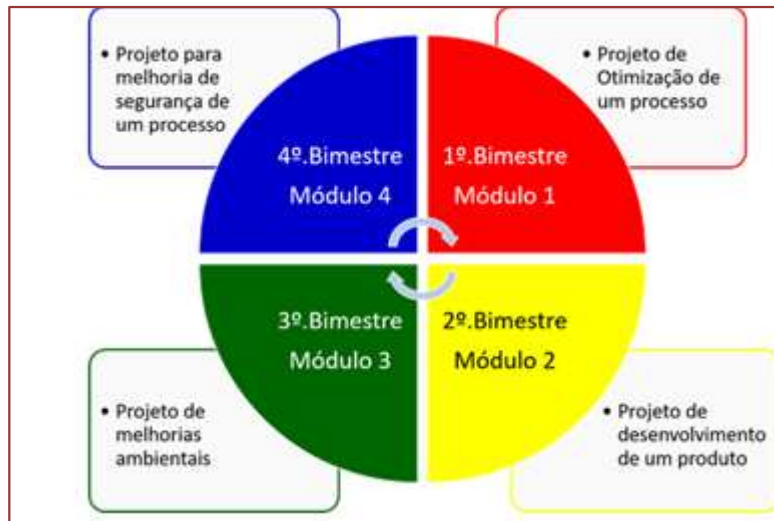 • Projeto para
melhoria de
segurança de
um processo
• Projeto de
Otimização de
um processo
4º.Bimestre
Módulo 4
1º.Bimestre
Módulo 1
3º.Bimestre
Módulo 3
2º.Bimestre
Módulo 2
• Projeto de
melhorias
ambientais
• Projeto de
desenvolvimento
de um produto